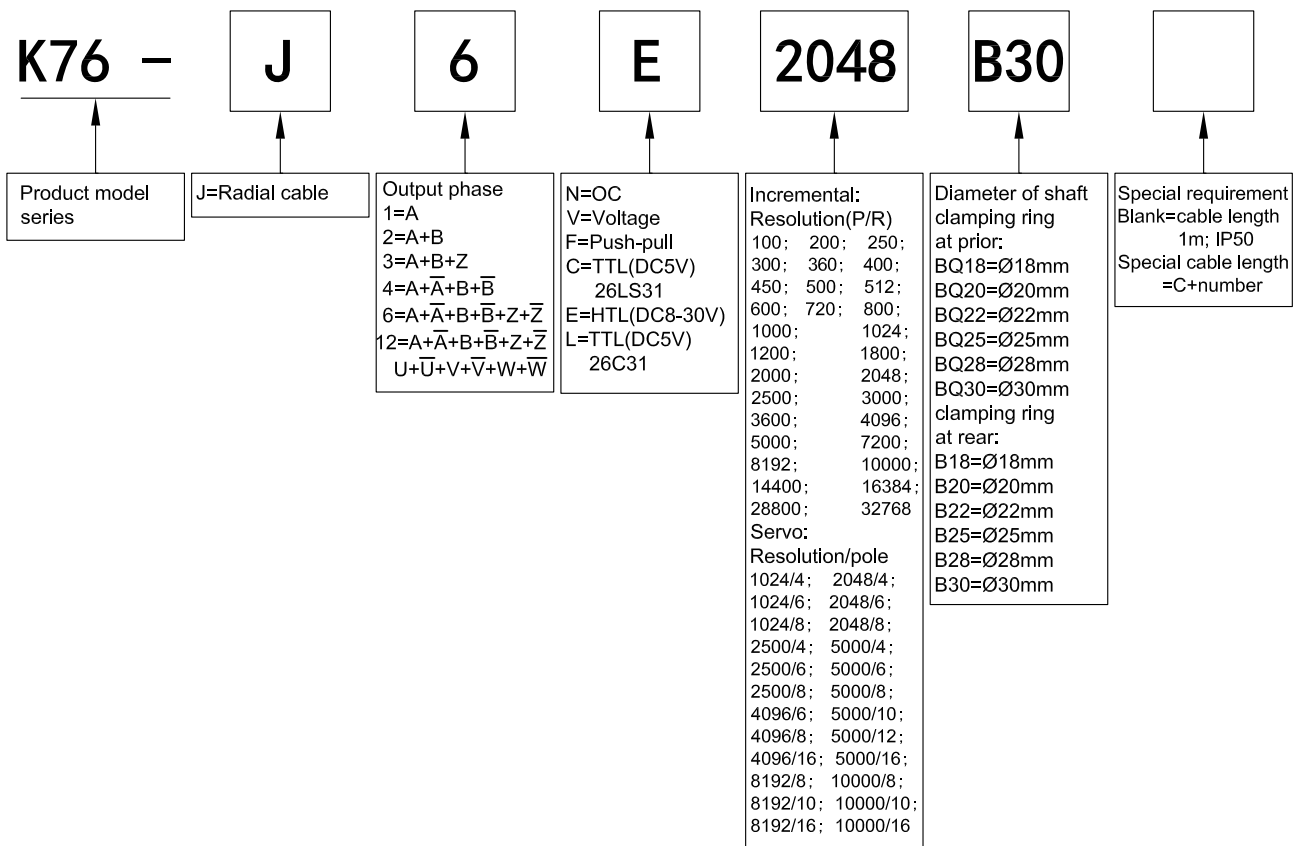 K76 - J 6 E 2048 B30
Product model
series
J=Radial cable
Output phase
1=A
2=A+B
3=A+B+Z
4=A+A̅+B+B̅
6=A+A̅+B+B̅+Z+Z̅
12=A+A̅+B+B̅+Z+Z̅
U+U̅+V+V̅+W+W̅
N=OC
V=Voltage
F=Push-pull
C=TTL(DC5V)
26LS31
E=HTL(DC8-30V)
L=TTL(DC5V)
26C31
Incremental:
Resolution(P/R)
100; 200; 250;
300; 360; 400;
450; 500; 512;
600; 720; 800;
1000; 1024;
1200; 1800;
2000; 2048;
2500; 3000;
3600; 4096;
5000; 7200;
8192; 10000;
14400; 16384;
28800; 32768
Servo:
Resolution/pole
1024/4; 2048/4;
1024/6; 2048/6;
1024/8; 2048/8;
2500/4; 5000/4;
2500/6; 5000/6;
2500/8; 5000/8;
4096/6; 5000/10;
4096/8; 5000/12;
4096/16; 5000/16;
8192/8; 10000/8;
8192/10; 10000/10;
8192/16; 10000/16
Diameter of shaft
clamping ring
at prior:
BQ18=Ø18mm
BQ20=Ø20mm
BQ22=Ø22mm
BQ25=Ø25mm
BQ28=Ø28mm
BQ30=Ø30mm
clamping ring
at rear:
B18=Ø18mm
B20=Ø20mm
B22=Ø22mm
B25=Ø25mm
B28=Ø28mm
B30=Ø30mm
Special requirement
Blank=cable length
1m; IP50
Special cable length
=C+number